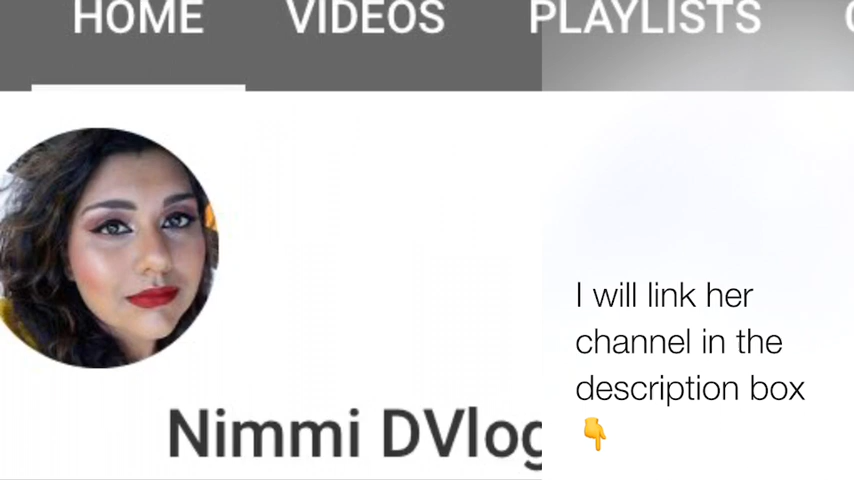 HOME VIDEOS PLAYLISTS
Nimmi DVlog
I will link her
channel in the
description box
👇